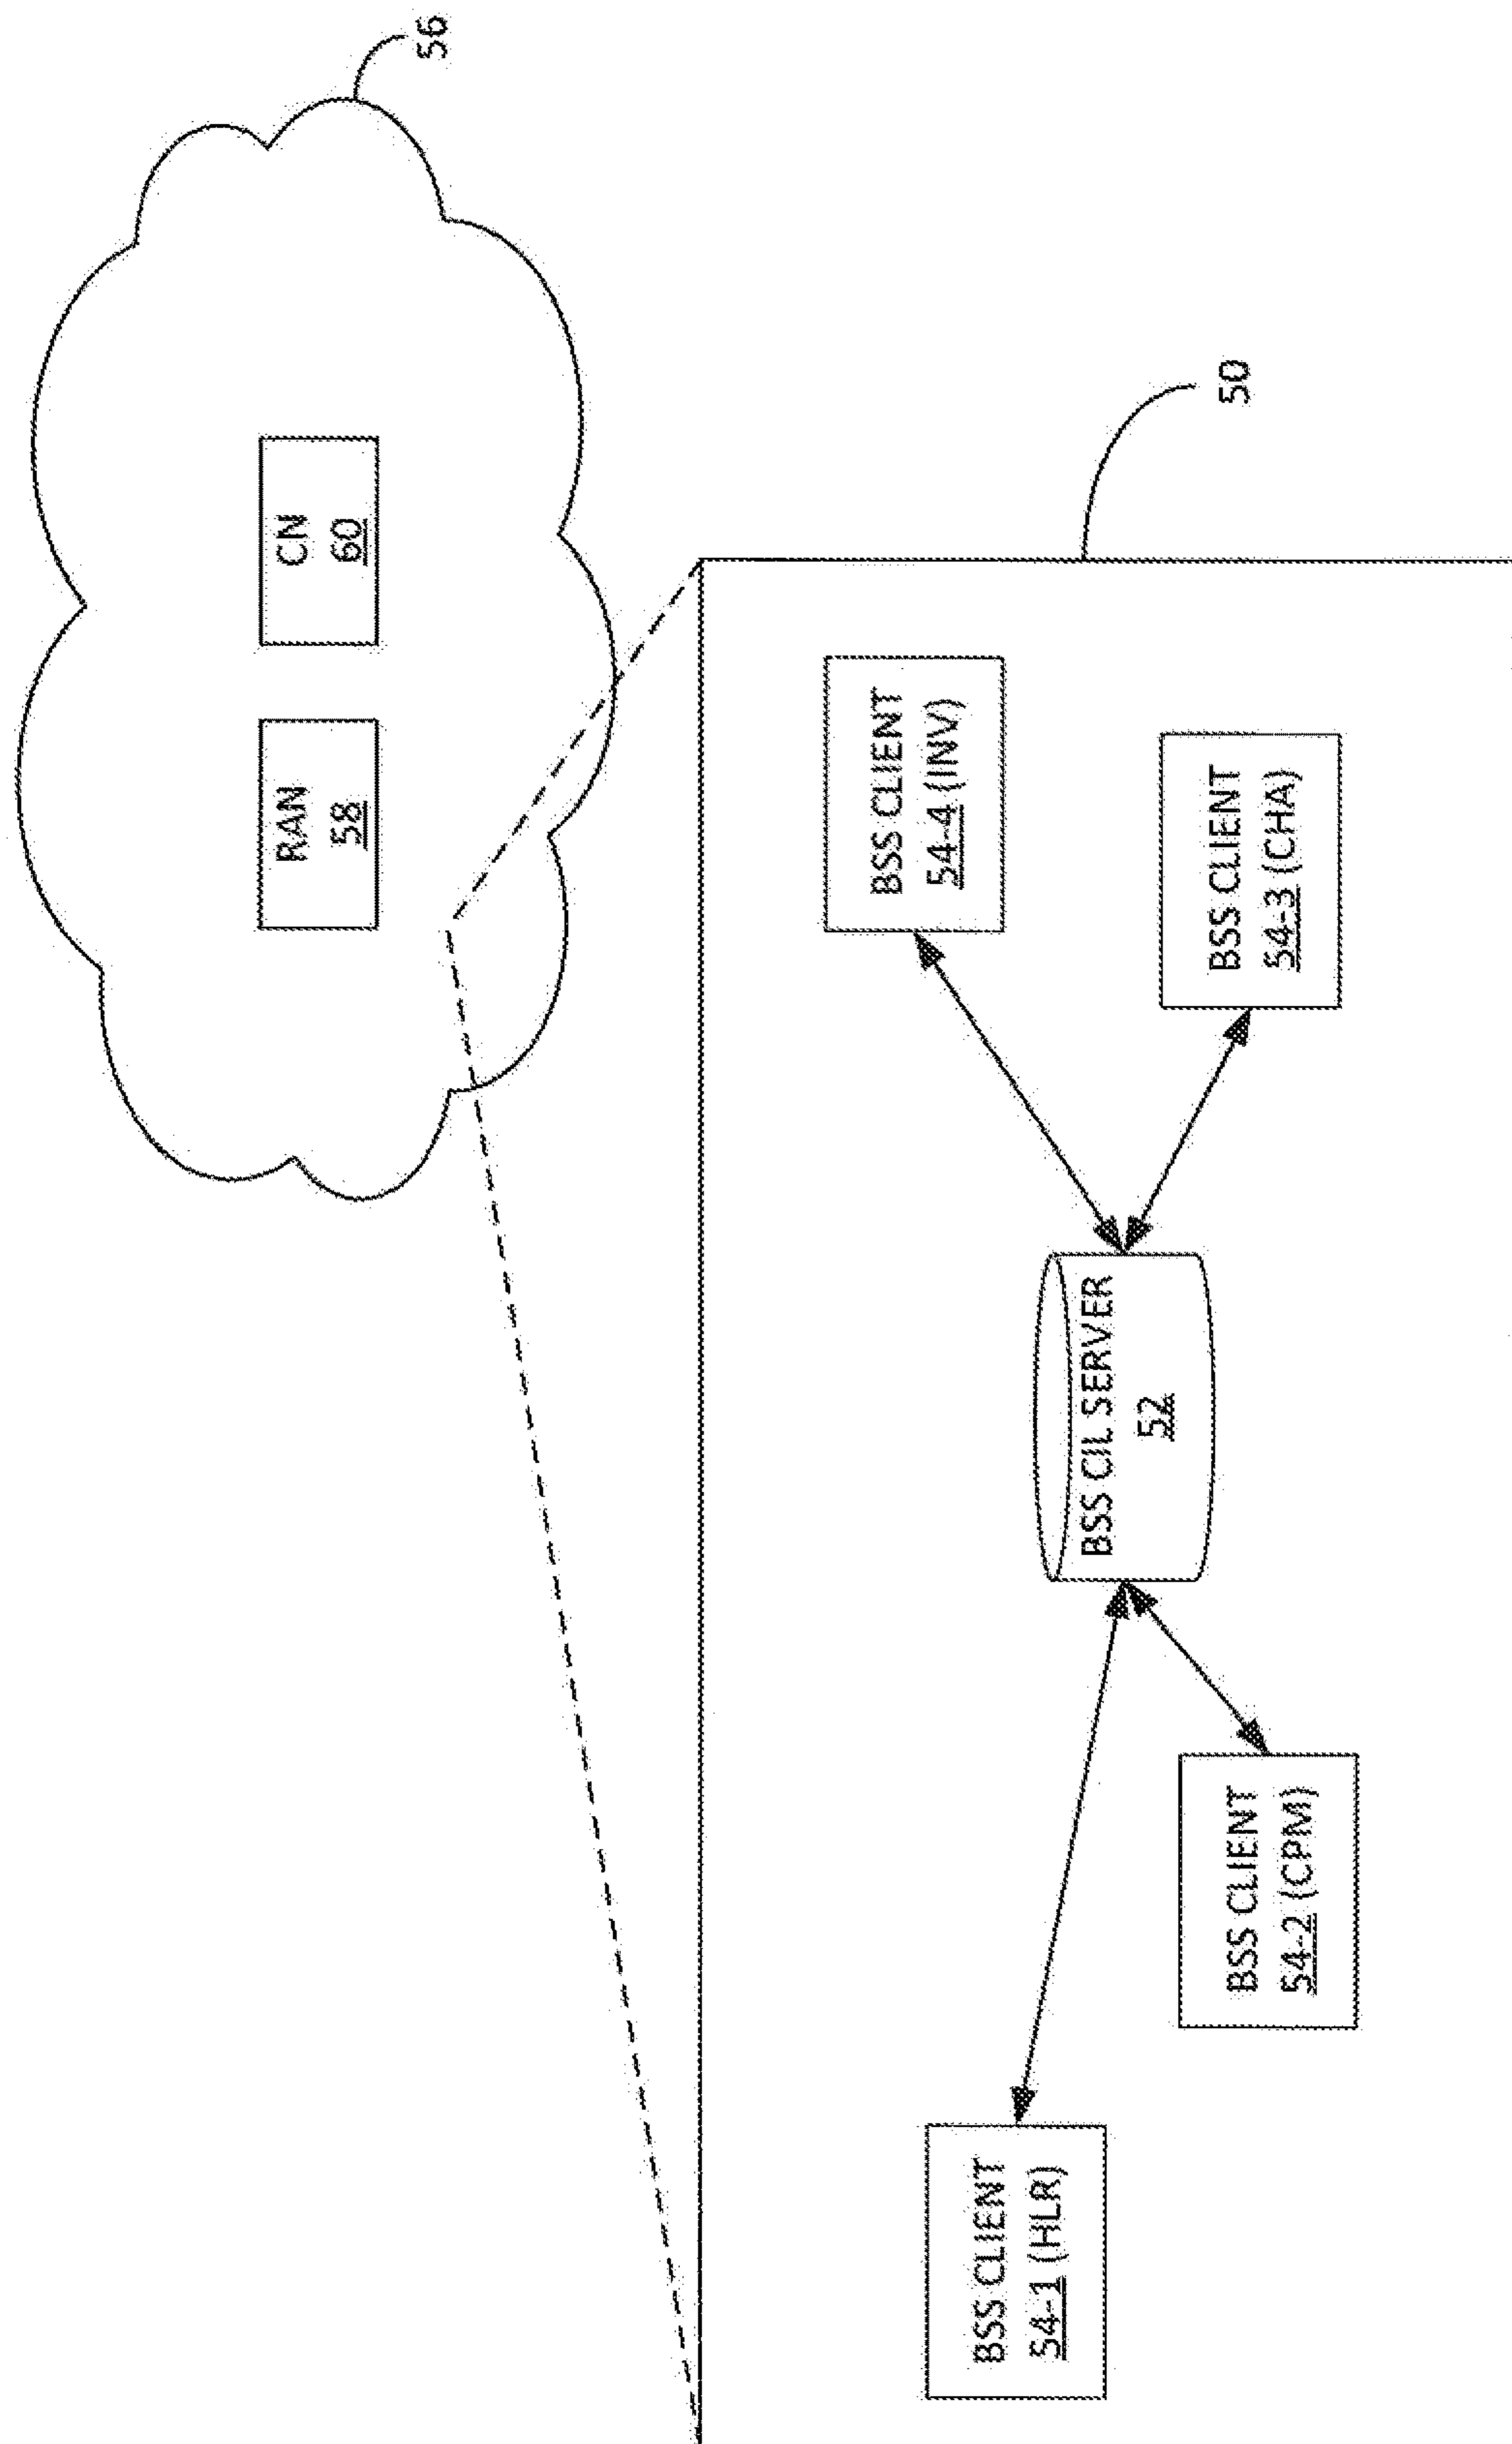 56
RAN
58
CN
60
50
BSS CLIENT
54-1 (HLR)
BSS CLIENT
54-2 (CPM)
BSS CIL SERVER
52
BSS CLIENT
54-4 (INV)
BSS CLIENT
54-3 (CHA)